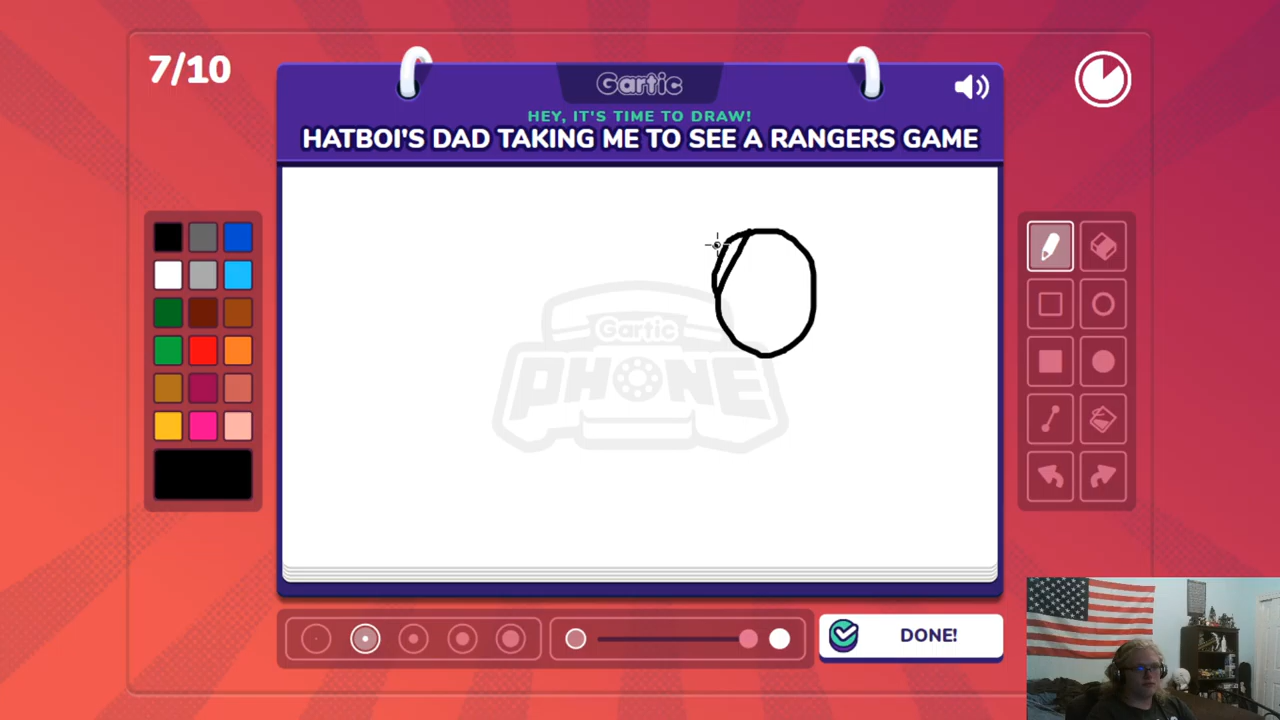 7/10
Gartic
HEY, IT'S TIME TO DRAW!
HATBOI'S DAD TAKING ME TO SEE A RANGERS GAME
Gartic
PHONE
DONE!